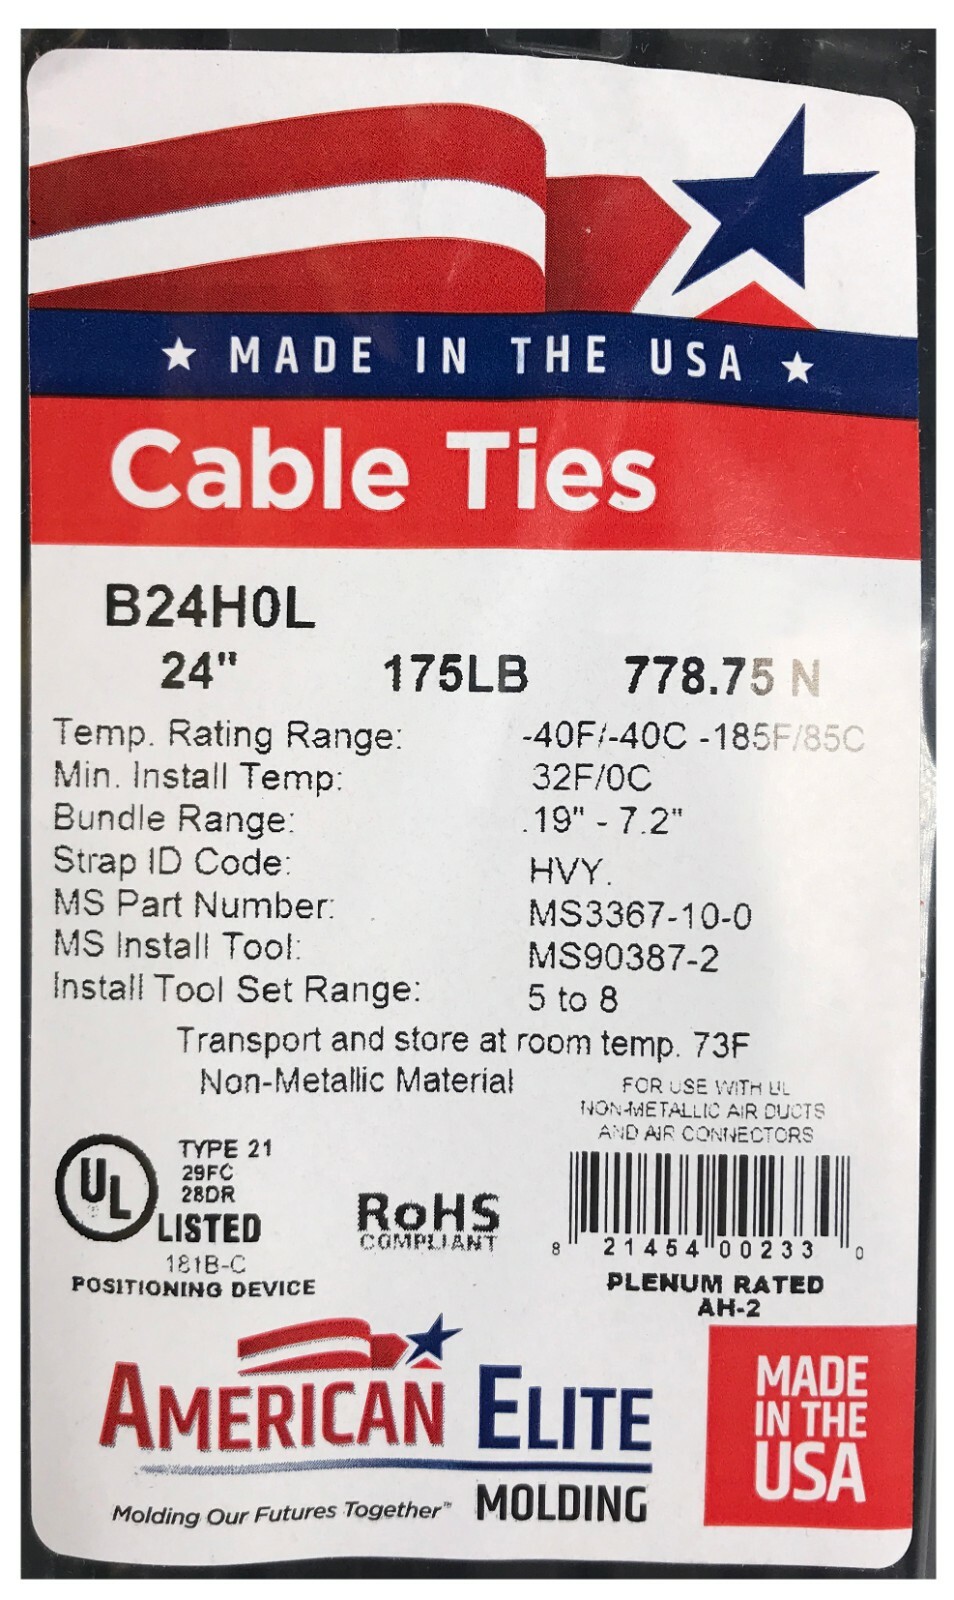 MADE IN THE USA
Cable Ties
B24H0L
24" 175LB 778.75 N
Temp. Rating Range: -40F/-40C -185F/85C
Min. Install Temp: 32F/0C
Bundle Range: .19" - 7.2"
Strap ID Code: HVY.
MS Part Number: MS3367-10-0
MS Install Tool: MS90387-2
Install Tool Set Range: 5 to 8
Transport and store at room temp. 73F
Non-Metallic Material
FOR USE WITH UL
NON-METALLIC AIR DUCTS
AND AIR CONNECTORS
UL
TYPE 21
29FC
28DR
LISTED
181B-C
POSITIONING DEVICE
RoHS
COMPLIANT
8 21454 00233 0
PLENUM RATED
AH-2
AMERICAN ELITE
MOLDING
Molding Our Futures Together™
MADE
IN THE
USA